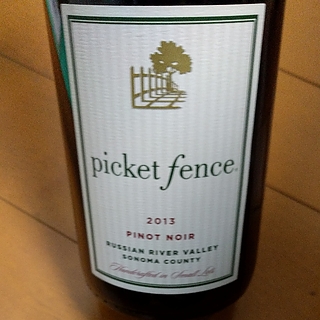 picket fence
2013
PINOT NOIR
RUSSIAN RIVER VALLEY
SONOMA COUNTY
Handcrafted in Small Lots